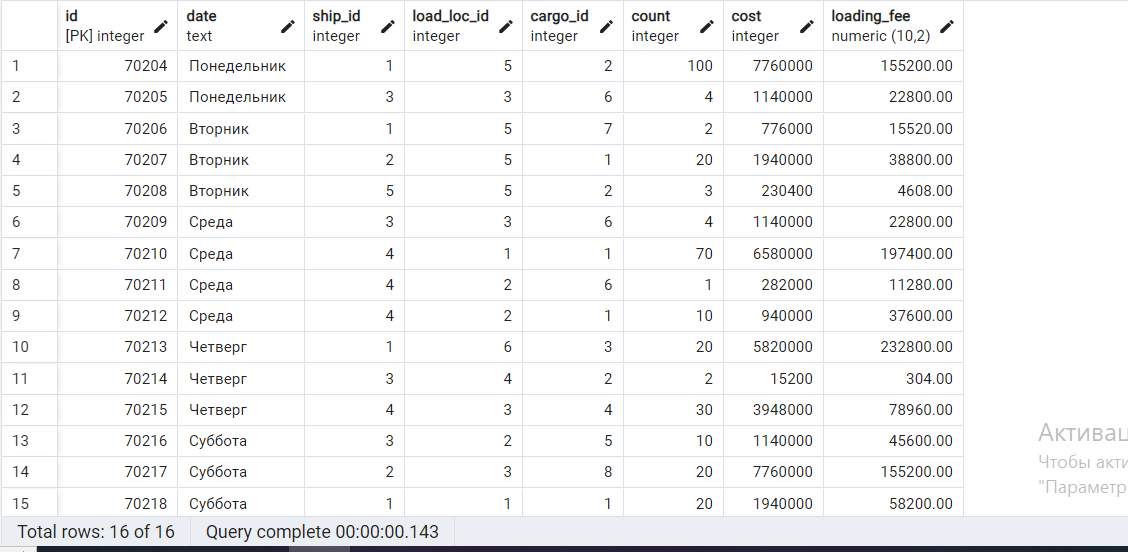 id date ship_id load_loc_id cargo_id count cost loading_fee
[PK] integer text integer integer integer integer integer numeric (10,2)
1 70204 Понедельник 1 5 2 100 7760000 155200.00
2 70205 Понедельник 3 3 6 4 1140000 22800.00
3 70206 Вторник 1 5 7 2 776000 15520.00
4 70207 Вторник 2 5 1 20 1940000 38800.00
5 70208 Вторник 5 5 2 3 230400 4608.00
6 70209 Среда 3 3 6 4 1140000 22800.00
7 70210 Среда 4 1 1 70 6580000 197400.00
8 70211 Среда 4 2 6 1 282000 11280.00
9 70212 Среда 4 2 1 10 940000 37600.00
10 70213 Четверг 1 6 3 20 5820000 232800.00
11 70214 Четверг 3 4 2 2 15200 304.00
12 70215 Четверг 4 3 4 30 3948000 78960.00
13 70216 Суббота 3 2 5 10 1140000 45600.00
14 70217 Суббота 2 3 8 20 7760000 155200.00
15 70218 Суббота 1 1 1 20 1940000 58200.00
Активац
Чтобы акти
"Параметр
Total rows: 16 of 16 Query complete 00:00:00.143